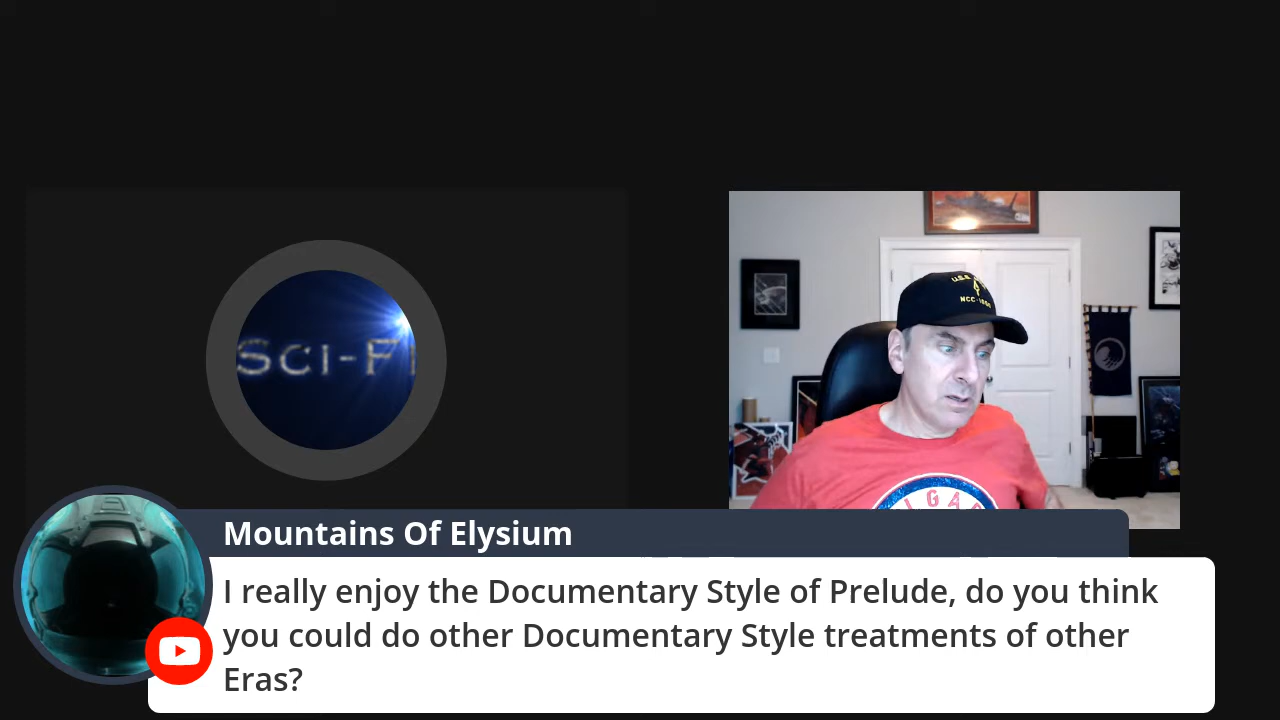 U.S.S.
NCC-
Sci-Fi
LGA
Mountains Of Elysium
I really enjoy the Documentary Style of Prelude, do you think
you could do other Documentary Style treatments of other
Eras?